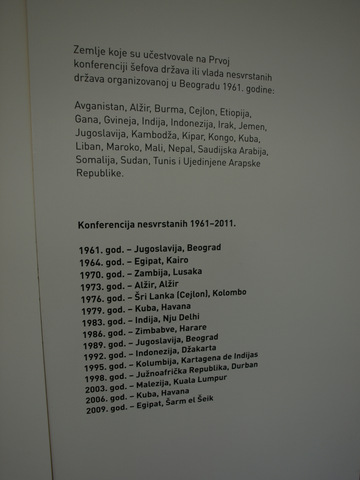 Zemlje koje su učestvovale na Prvoj
konferenciji šefova država ili vlada nesvrstanih
država organizovanoj u Beogradu 1961. godine:
Avganistan, Alžir, Burma, Cejlon, Etiopija,
Gana, Gvineja, Indija, Indonezija, Irak, Jemen,
Jugoslavija, Kambodža, Kipar, Kongo, Kuba,
Liban, Maroko, Mali, Nepal, Saudijska Arabija,
Somalija, Sudan, Tunis i Ujedinjene Arapske
Republike.
Konferencija nesvrstanih 1961–2011.
1961. god. – Jugoslavija, Beograd
1964. god. – Egipat, Kairo
1970. god. – Zambija, Lusaka
1973. god. – Alžir, Alžir
1976. god. – Šri Lanka (Cejlon), Kolombo
1979. god. – Kuba, Havana
1983. god. – Indija, Nju Delhi
1986. god. – Zimbabve, Harare
1989. god. – Jugoslavija, Beograd
1992. god. – Indonezija, Džakarta
1995. god. – Kolumbija, Kartagena de Indijas
1998. god. – Južnoafrička Republika, Durban
2003. god. – Malezija, Kuala Lumpur
2006. god. – Kuba, Havana
2009. god. – Egipat, Šarm el Šeik